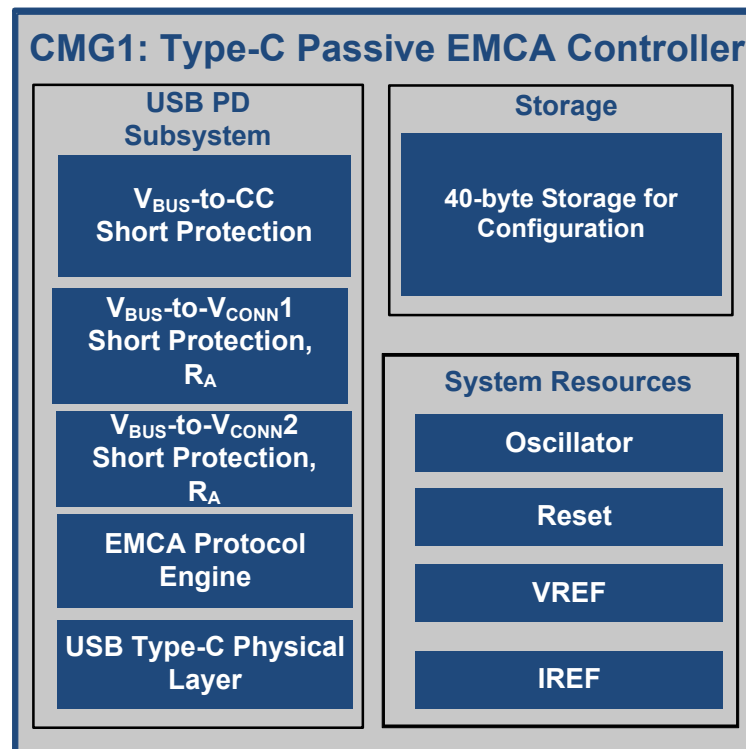 CMG1: Type-C Passive EMCA Controller
USB PD
Subsystem
VBUS-to-CC
Short Protection
VBUS-to-VCONN1
Short Protection,
RA
VBUS-to-VCONN2
Short Protection,
RA
EMCA Protocol
Engine
USB Type-C Physical
Layer
Storage
40-byte Storage for
Configuration
System Resources
Oscillator
Reset
VREF
IREF